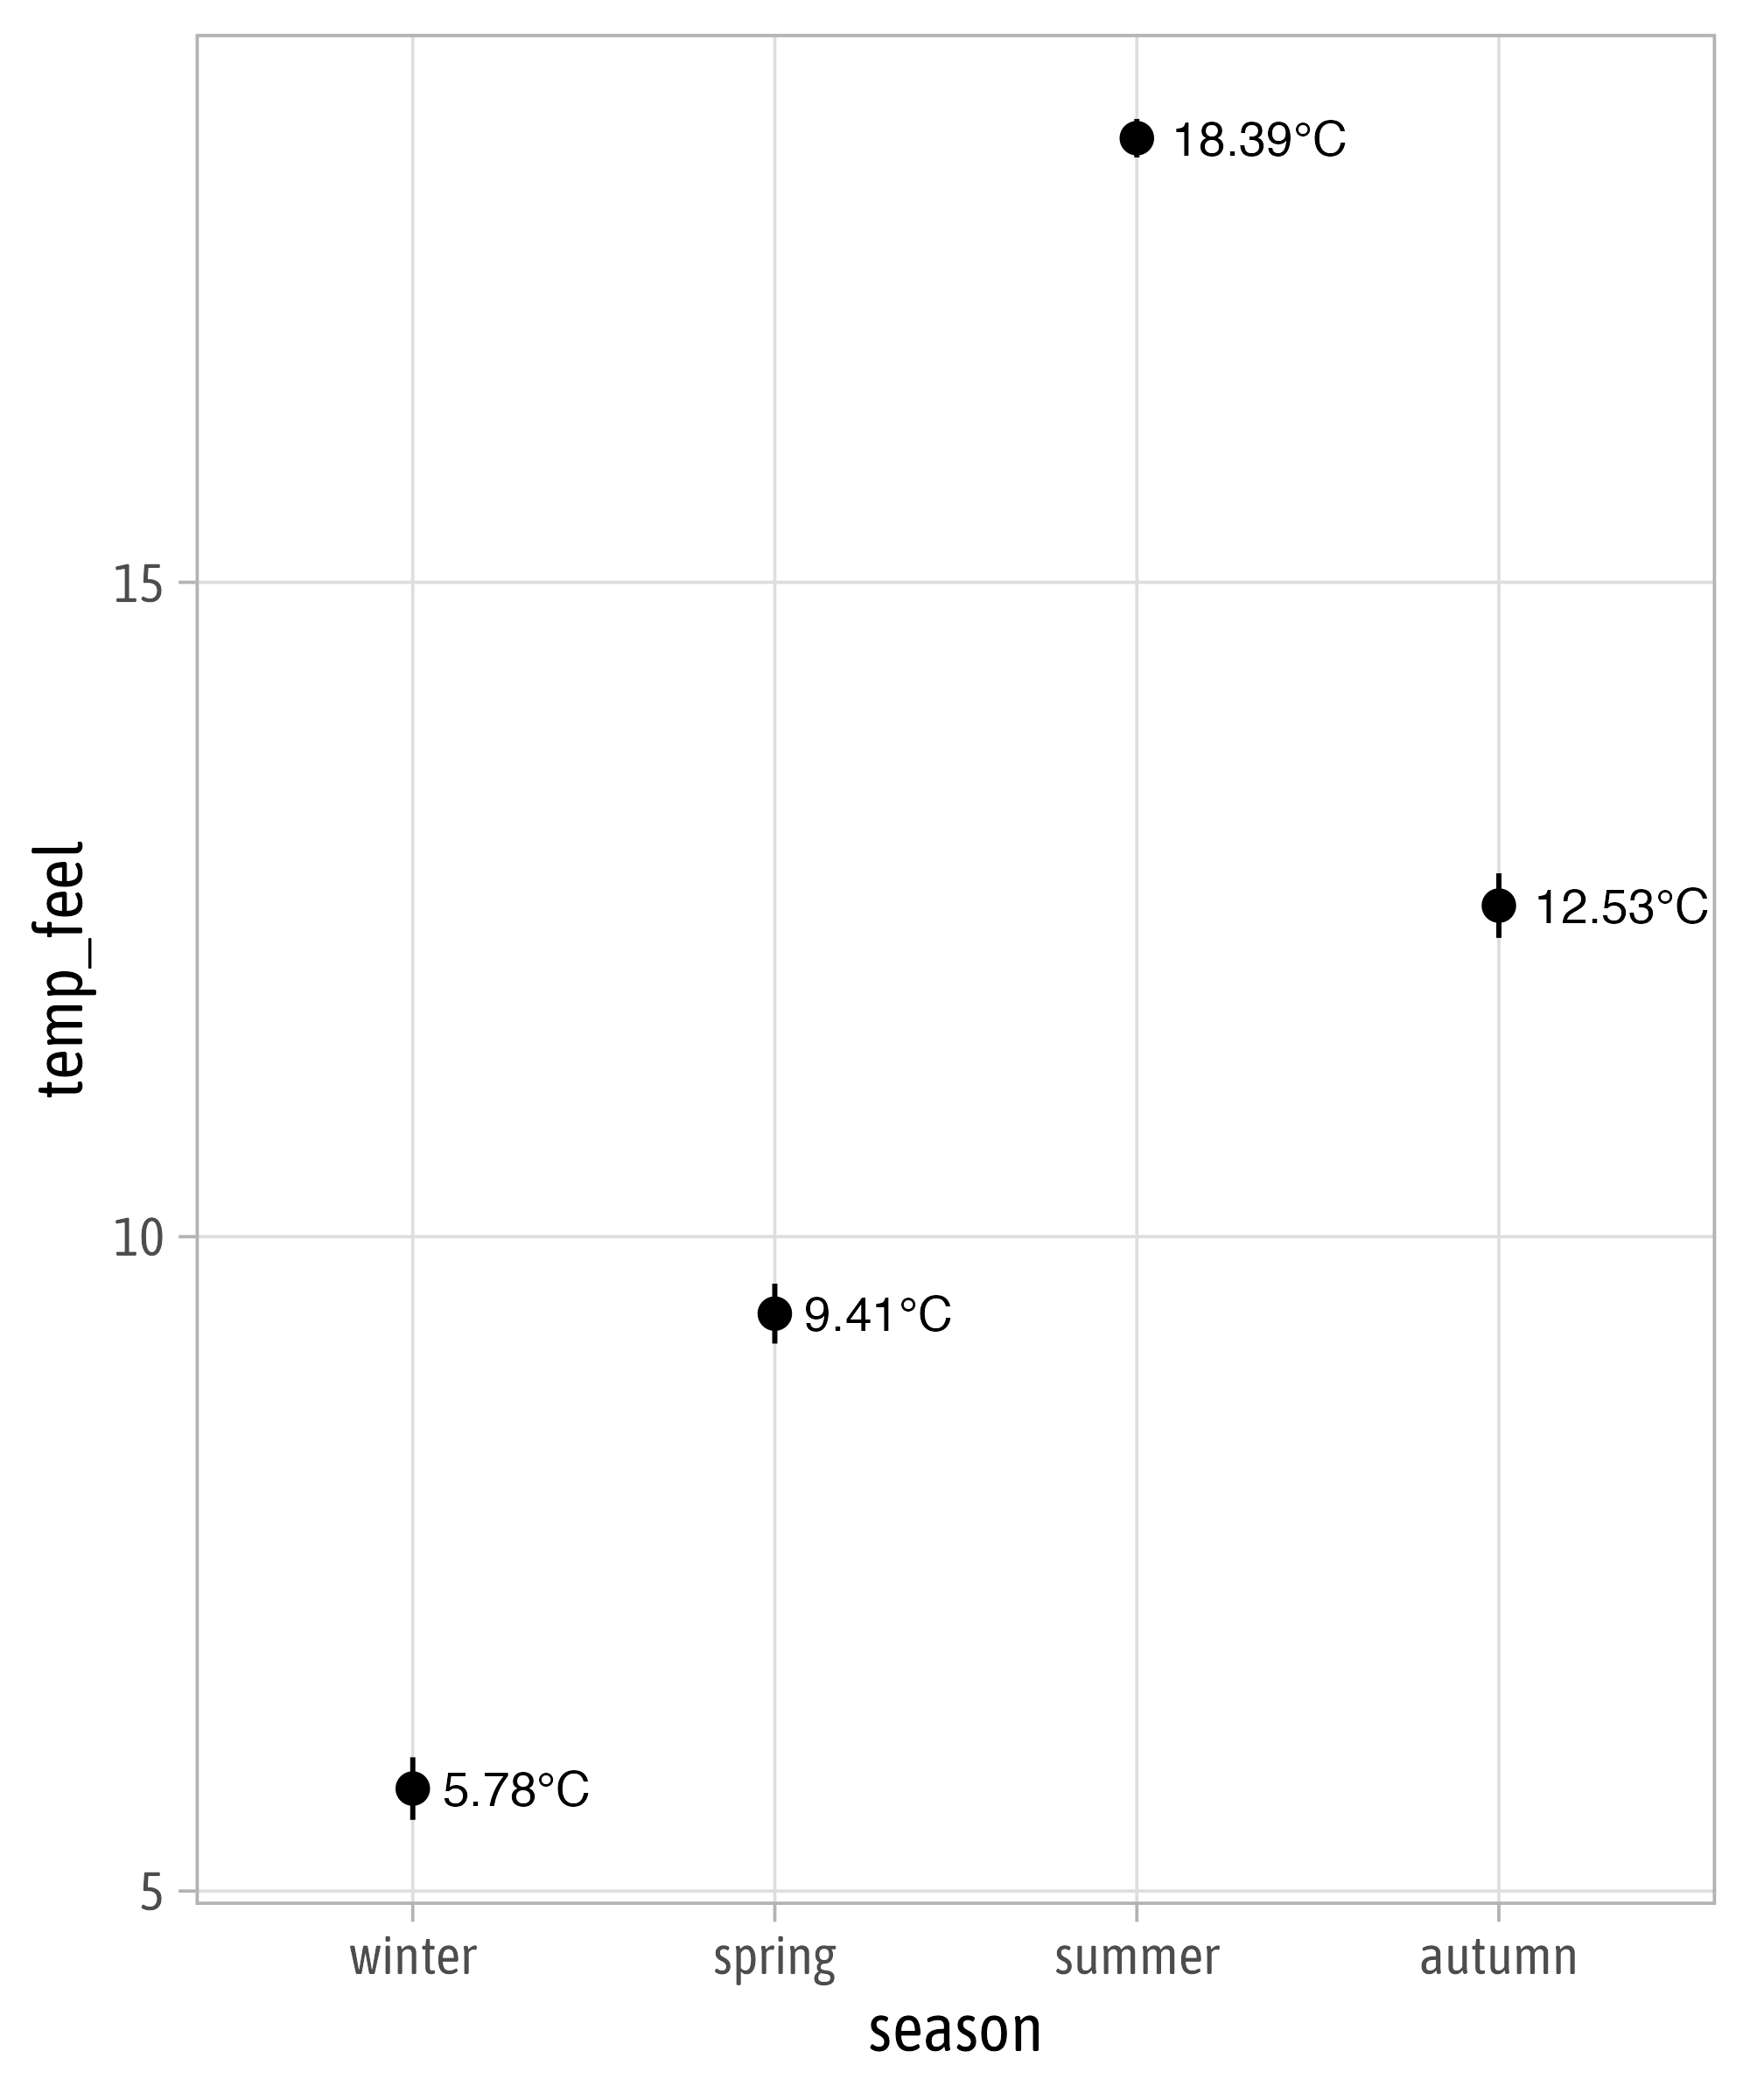 18.39°C
15
temp_feel
12.53°C
10
9.41°C
5.78°C
5
winter spring summer autumn
season